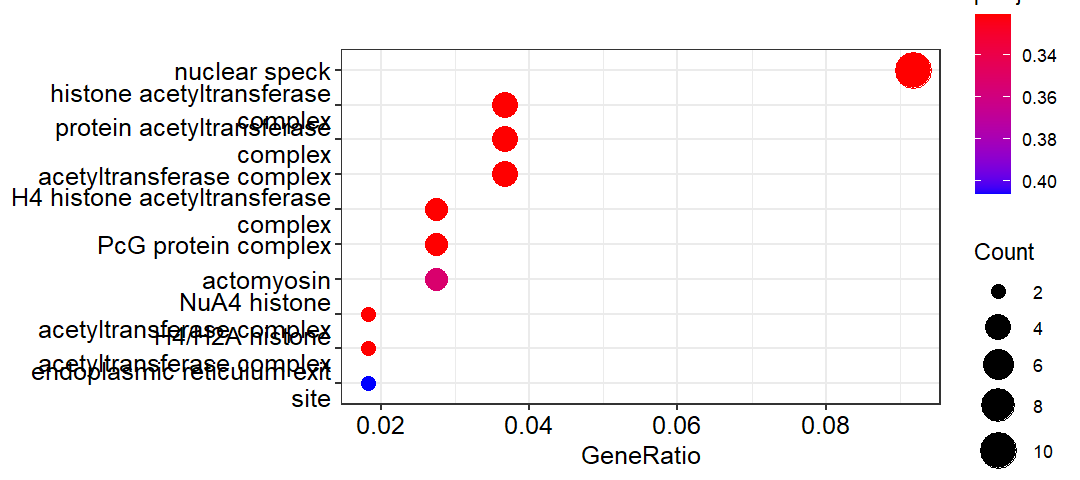 nuclear speck
histone acetyltransferase
complex
protein acetyltransferase
complex
acetyltransferase complex
H4 histone acetyltransferase
complex
PcG protein complex
actomyosin
NuA4 histone
acetyltransferase complex
H4/H2A histone
acetyltransferase complex
endoplasmic reticulum exit
site
0.02 0.04 0.06 0.08
GeneRatio
0.34
0.36
0.38
0.40
Count
2
4
6
8
10